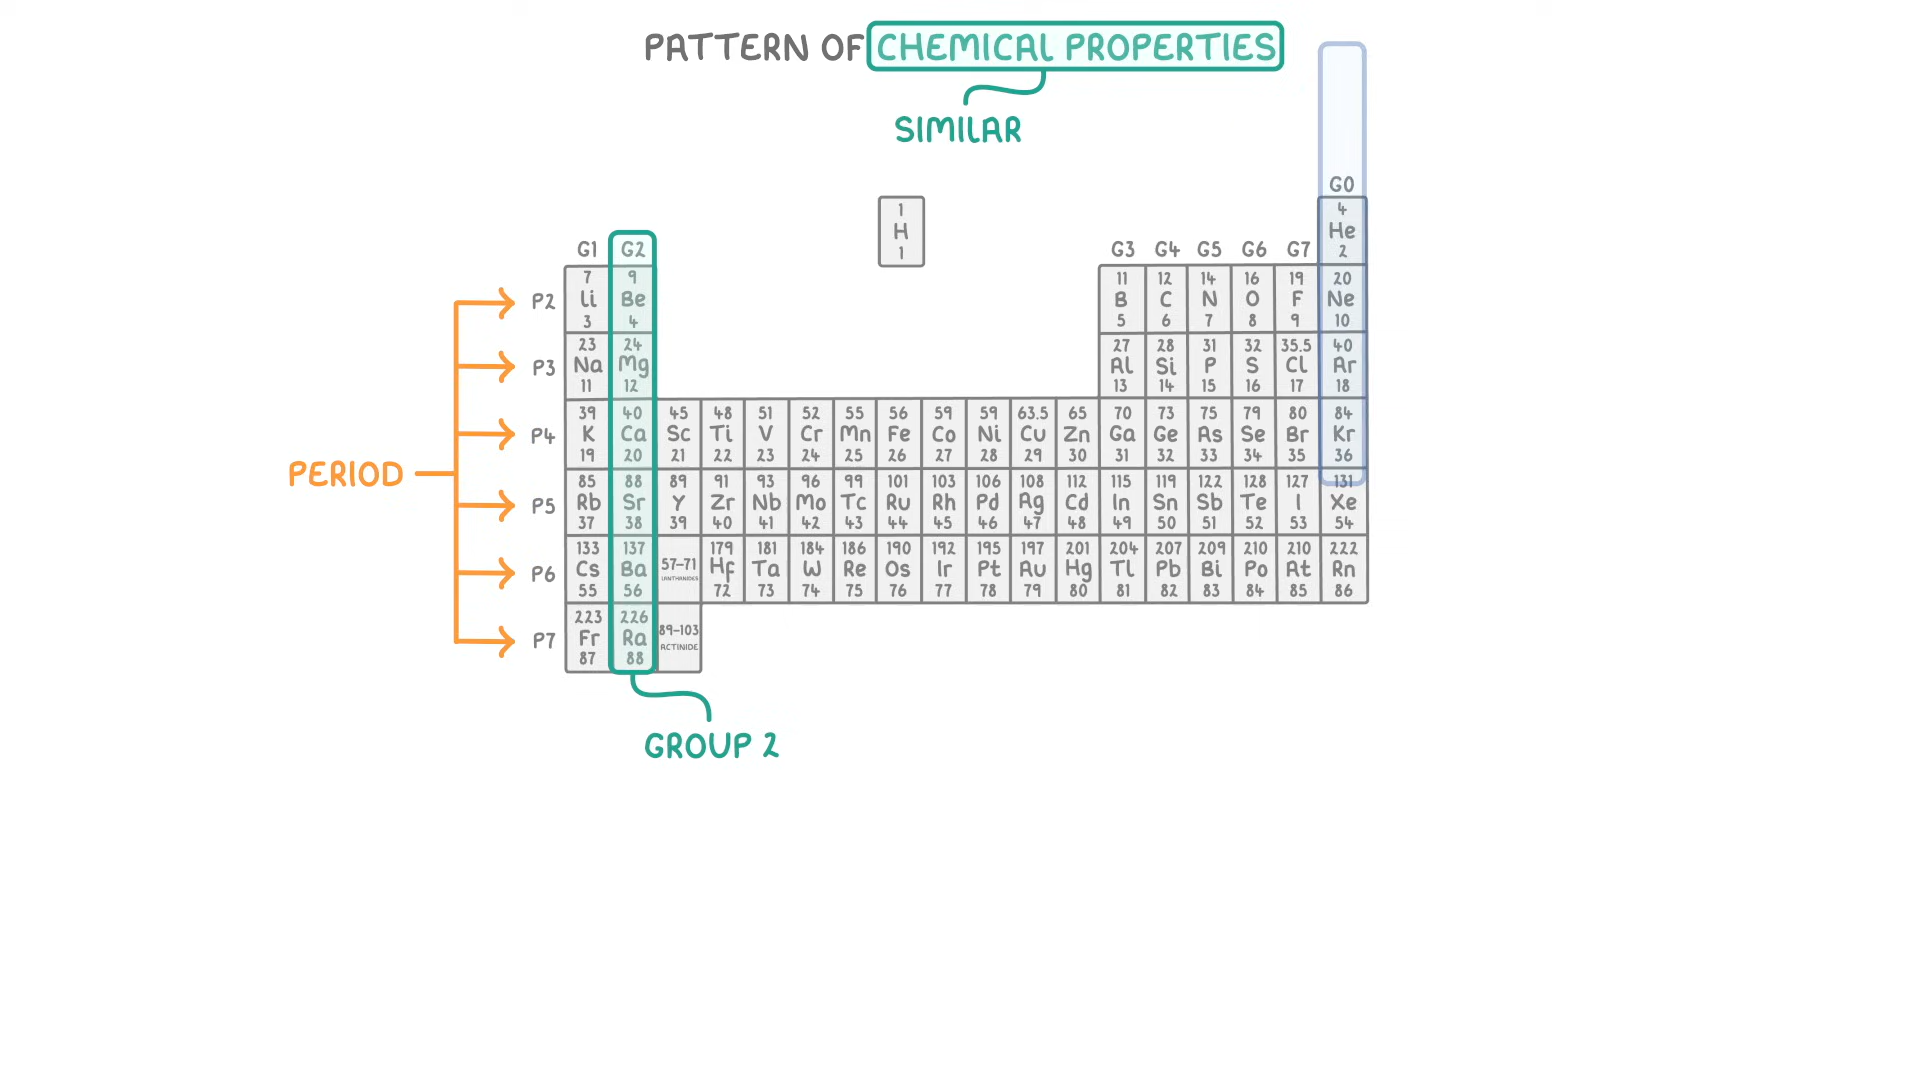 PATTERN OF CHEMICAL PROPERTIES
SIMILAR
G0
1 4
H He
1 2
G1 G2 G3 G4 G5 G6 G7
7 9 11 12 14 16 19 20
P2 Li Be B C N O F Ne
3 4 5 6 7 8 9 10
23 24 27 28 31 32 35.5 40
P3 Na Mg Al Si P S Cl Ar
11 12 13 14 15 16 17 18
39 40 45 48 51 52 55 56 59 59 63.5 65 70 73 75 79 80 84
P4 K Ca Sc Ti V Cr Mn Fe Co Ni Cu Zn Ga Ge As Se Br Kr
19 20 21 22 23 24 25 26 27 28 29 30 31 32 33 34 35 36
PERIOD
85 88 89 91 93 96 99 101 103 106 108 112 115 119 122 128 127 131
P5 Rb Sr Y Zr Nb Mo Tc Ru Rh Pd Ag Cd In Sn Sb Te I Xe
37 38 39 40 41 42 43 44 45 46 47 48 49 50 51 52 53 54
133 137 57-71 179 181 184 186 190 192 195 197 201 204 207 209 210 210 222
P6 Cs Ba LANTHANIDES Hf Ta W Re Os Ir Pt Au Hg Tl Pb Bi Po At Rn
55 56 72 73 74 75 76 77 78 79 80 81 82 83 84 85 86
223 226 89-103
P7 Fr Ra ACTINIDE
87 88
GROUP 2